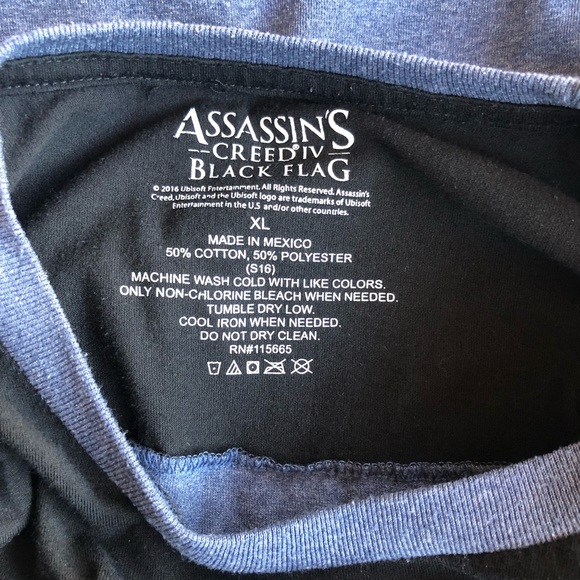 ASSASSIN'S
CREED IV
BLACK FLAG
© 2016 Ubisoft Entertainment. All Rights Reserved. Assassin's
Creed, Ubisoft and the Ubisoft logo are trademarks of Ubisoft
Entertainment in the U.S and/or other countries.
XL
MADE IN MEXICO
50% COTTON, 50% POLYESTER
(S16)
MACHINE WASH COLD WITH LIKE COLORS.
ONLY NON-CHLORINE BLEACH WHEN NEEDED.
TUMBLE DRY LOW.
COOL IRON WHEN NEEDED.
DO NOT DRY CLEAN.
RN#115665